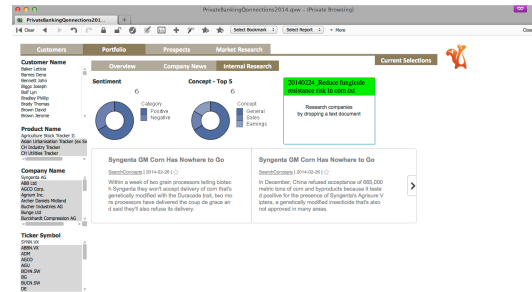 PrivateBankingQonnections2014.qvw - (Private Browsing)
PrivateBankingQonnections201...
Clear
Select Bookmark
Select Report
+ More
Close
Customers
Portfolio
Prospects
Market Research
Overview
Company News
Internal Research
Current Selections
Customer Name
Baker Leticia
Barnes Dena
Bennett John
Biggs Joseph
Bolf Lyn
Bradley Phillip
Brady Thomas
Brown David
Brown Jerome
Product Name
Agriculture Stock Tracker II
Asian Urbanisation Tracker (ex So
CH Industry Tracker
CH Utilities Tracker
Company Name
Syngenta AG
ABB Ltd
AGCO Corp.
Agrium Inc.
Archer Daniels Midland
Bucher Industries AG
Bunge Ltd
Burckhardt Compression AG
Ticker Symbol
SYNN.VX
ABBN.VX
ADM
AGCO
AGU
BCHN.SW
BG
BUCN.SW
DE
Sentiment
6
Category
Positive
Negative
Concept - Top 5
6
Concept
General
Sales
Earnings
20140224_Reduce fungicide
resistance risk in corn.txt
Research companies
by dropping a text document
Syngenta GM Corn Has Nowhere to Go
SearchConcepts | 2014-02-26 |
Within a week of two grain processors telling biotec
h Syngenta they won't accept delivery of corn that's
genetically modified with the Duracade trait, two mo
re processors have delivered the coup de grace an
d said they'll also refuse its delivery.
Syngenta GM Corn Has Nowhere to Go
SearchConcepts | 2014-02-26 |
In December, China refused acceptance of 665,000
metric tons of corn and byproducts because it teste
d positive for the presence of Syngenta's Agrisure V
iptera, a genetically modified insecticide that's also
not approved in many areas.